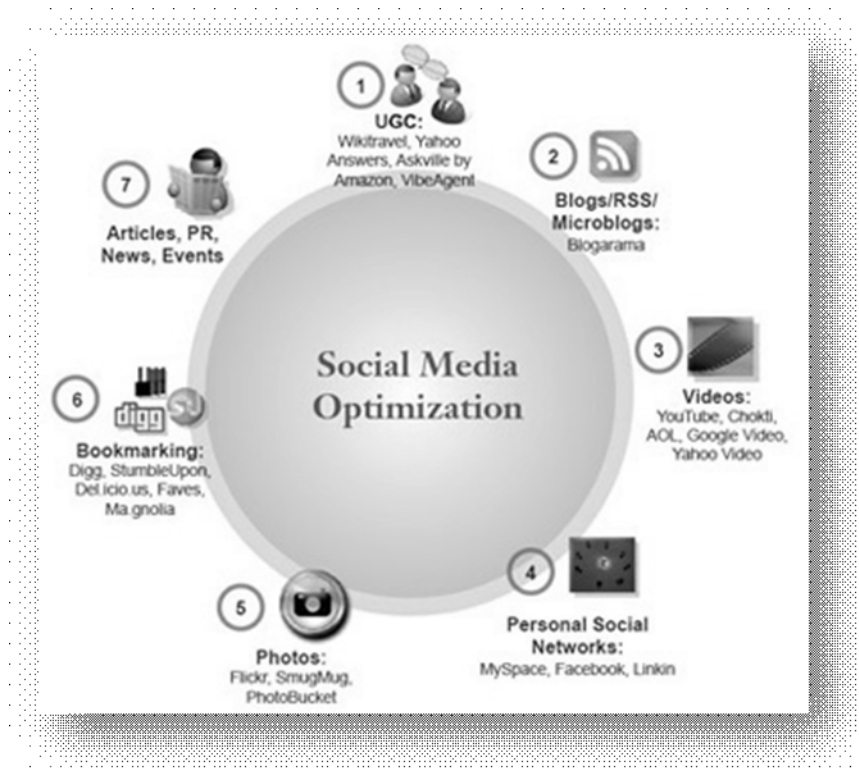 1
UGC:
Wikitravel, Yahoo
Answers, Askville by
Amazon, VibeAgent
2
Blogs/RSS/
Microblogs:
Blogarama
3
Videos:
YouTube, Chokti,
AOL, Google Video,
Yahoo Video
4
Personal Social
Networks:
MySpace, Facebook, Linkin
5
Photos:
Flickr, SmugMug,
PhotoBucket
6
digg
Bookmarking:
Digg, StumbleUpon,
Del.icio.us, Faves,
Ma.gnolia
7
Articles, PR,
News, Events
Social Media
Optimization